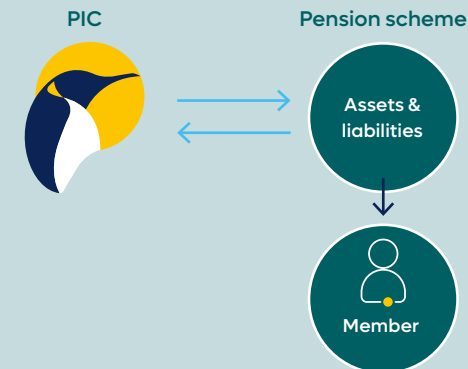 PIC
Pension scheme
Assets &
liabilities
Member